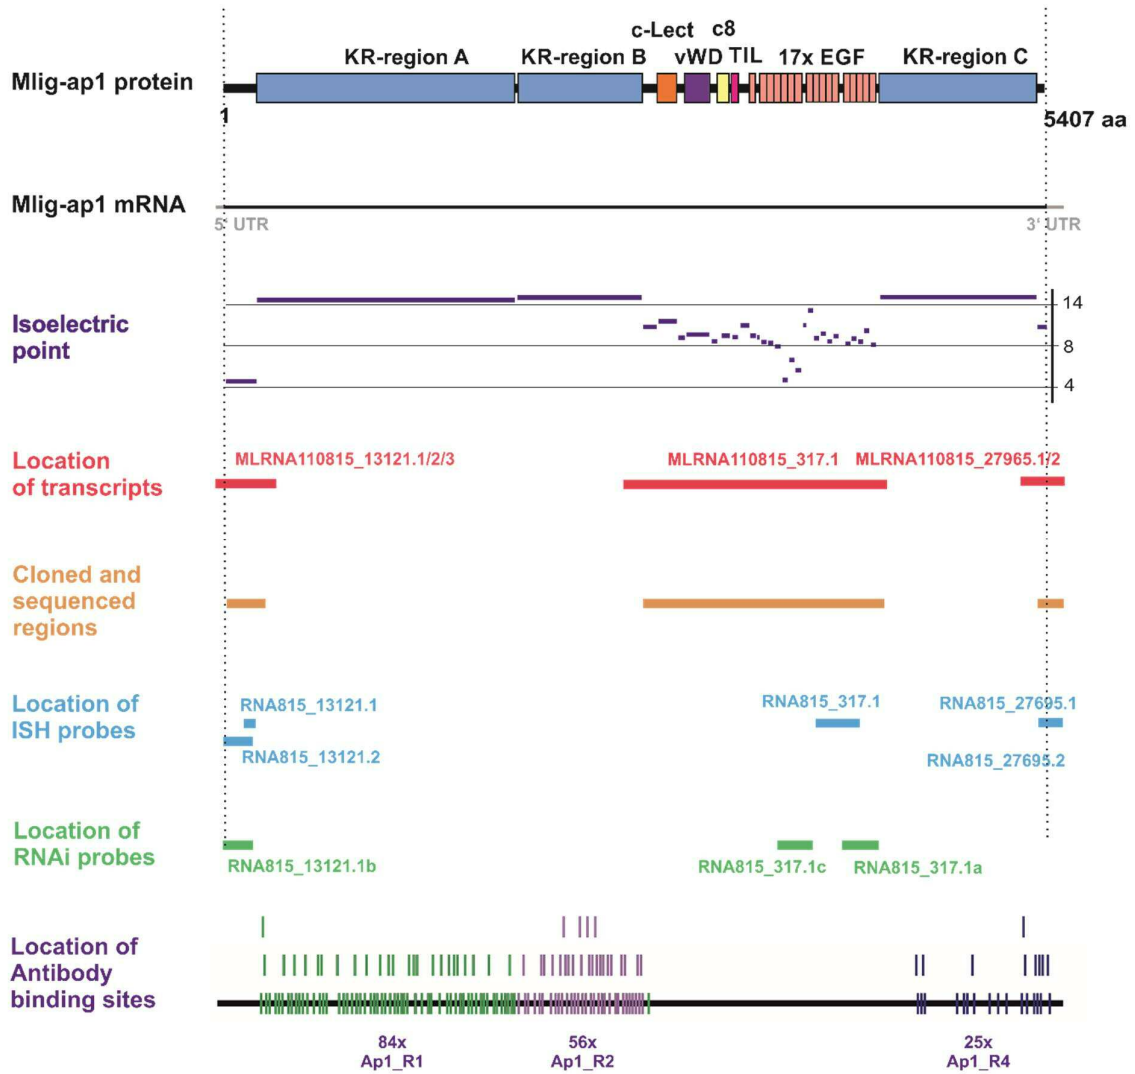 c-Lect c8
KR-region A KR-region B vWD TIL 17x EGF KR-region C
Mlig-ap1 protein
1 5407 aa
Mlig-ap1 mRNA
5' UTR 3' UTR
14
Isoelectric
point
8
4
Location
of transcripts
MLRNA110815_13121.1/2/3 MLRNA110815_317.1 MLRNA110815_27965.1/2
Cloned and
sequenced
regions
Location of
ISH probes
RNA815_13121.1 RNA815_317.1 RNA815_27695.1
RNA815_13121.2 RNA815_27695.2
Location of
RNAi probes
RNA815_13121.1b RNA815_317.1c RNA815_317.1a
Location of
Antibody
binding sites
84x 56x 25x
Ap1_R1 Ap1_R2 Ap1_R4